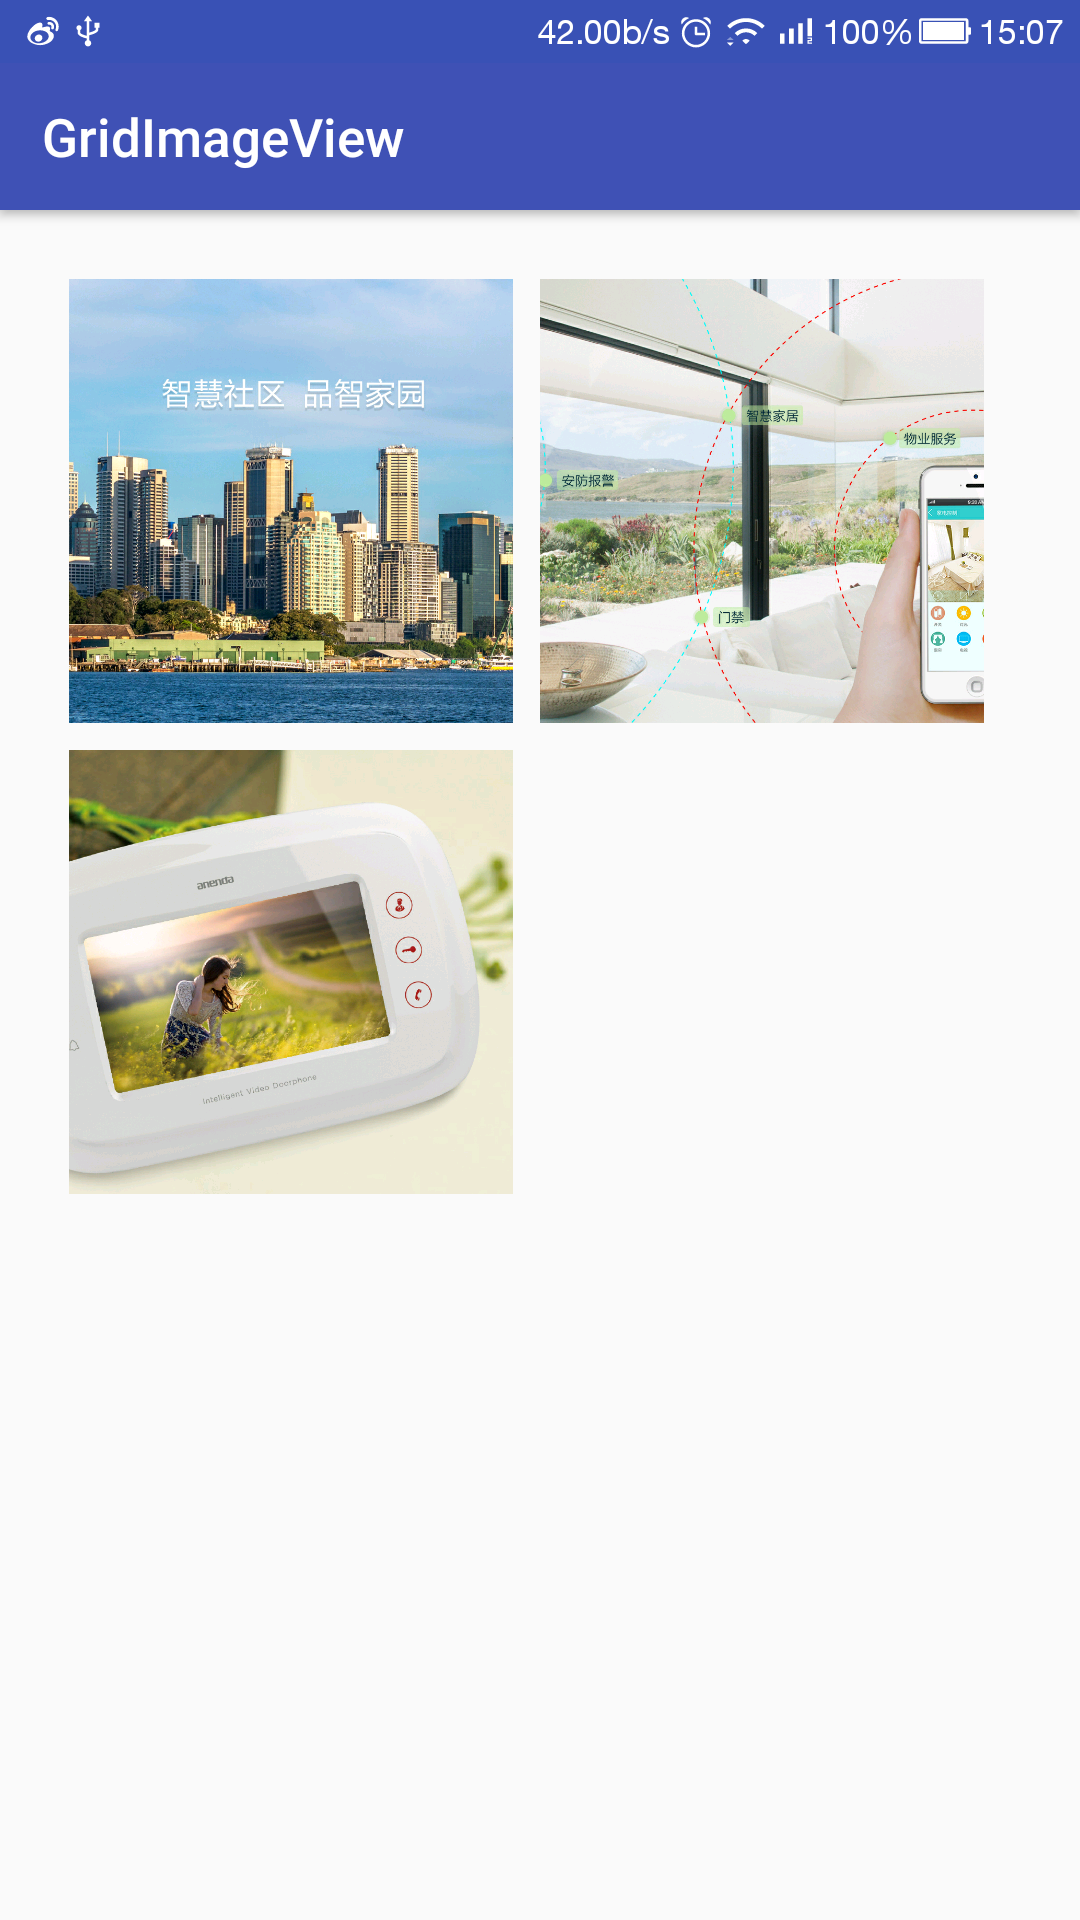 42.00b/s 100% 15:07
GridImageView
智慧社区 品智家园
智慧家居
物业服务
安防报警
门禁
anenda
Intelligent Video Doorphone